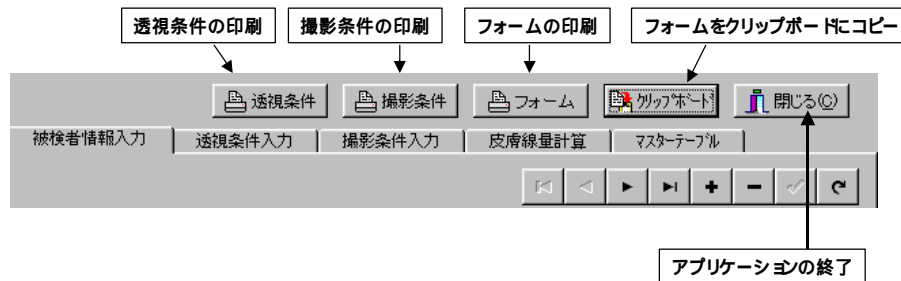 透視条件の印刷
撮影条件の印刷
フォームの印刷
フォームをクリップボードにコピー
透視条件
撮影条件
フォーム
クリップボード
閉じる(C)
被検者情報入力
透視条件入力
撮影条件入力
皮膚線量計算
マスターテーブル
アプリケーションの終了